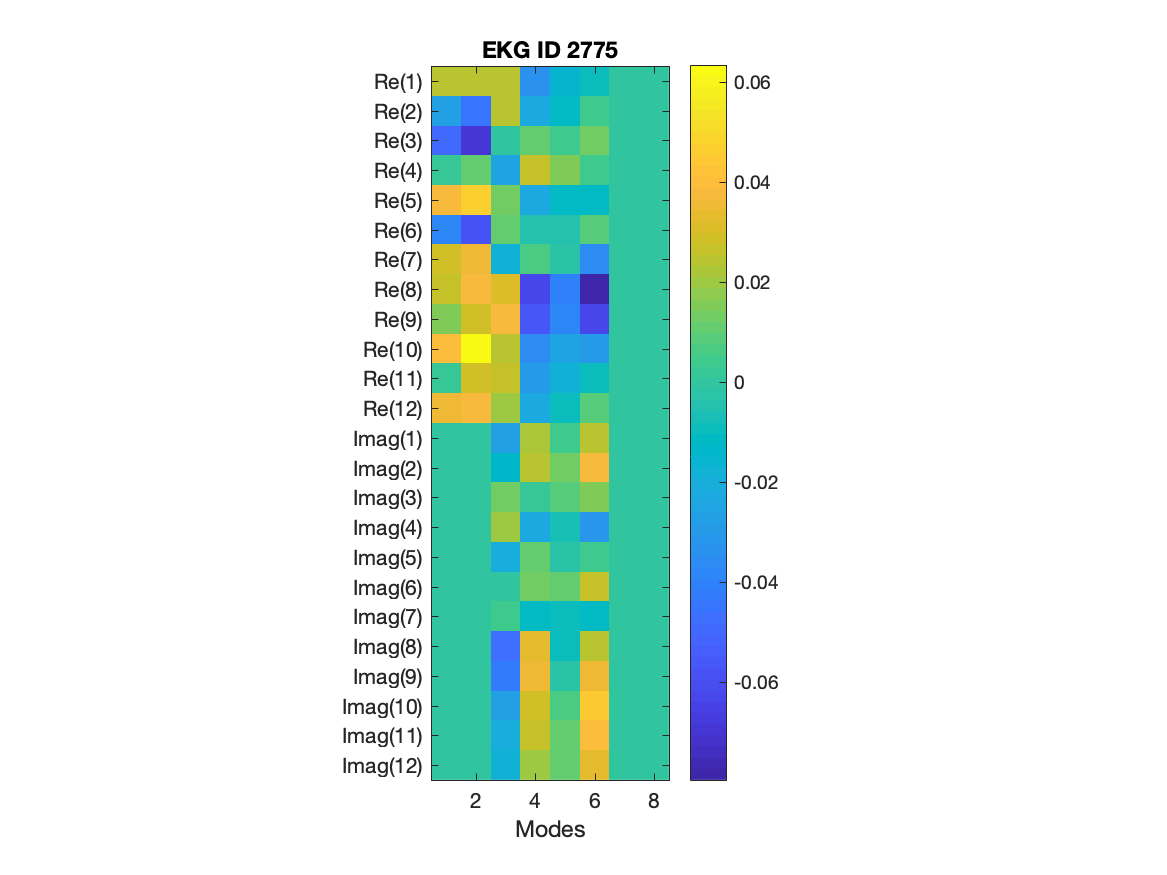 EKG ID 2775
Re(1)
Re(2)
Re(3)
Re(4)
Re(5)
Re(6)
Re(7)
Re(8)
Re(9)
Re(10)
Re(11)
Re(12)
Imag(1)
Imag(2)
Imag(3)
Imag(4)
Imag(5)
Imag(6)
Imag(7)
Imag(8)
Imag(9)
Imag(10)
Imag(11)
Imag(12)
2 4 6 8
Modes
0.06
0.04
0.02
0
-0.02
-0.04
-0.06